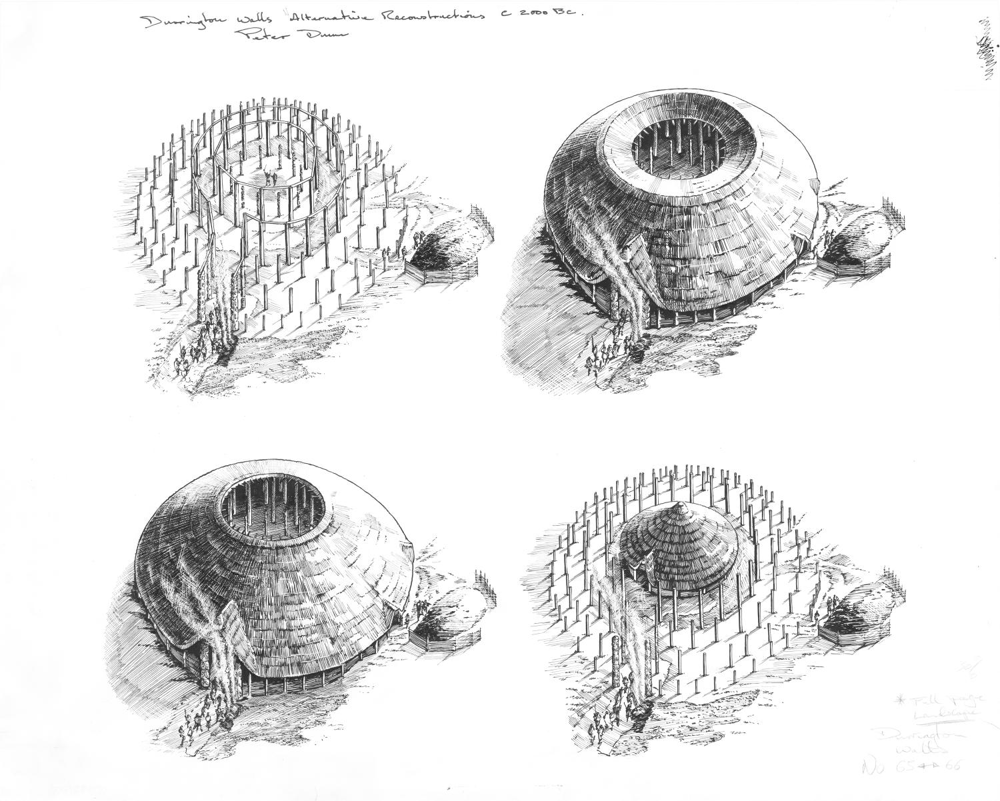 Durrington Walls "Alternative Reconstructions c 2000 BC.
Peter Dunn
* Full page
Landscape
Durrington
Walls
No 65 66